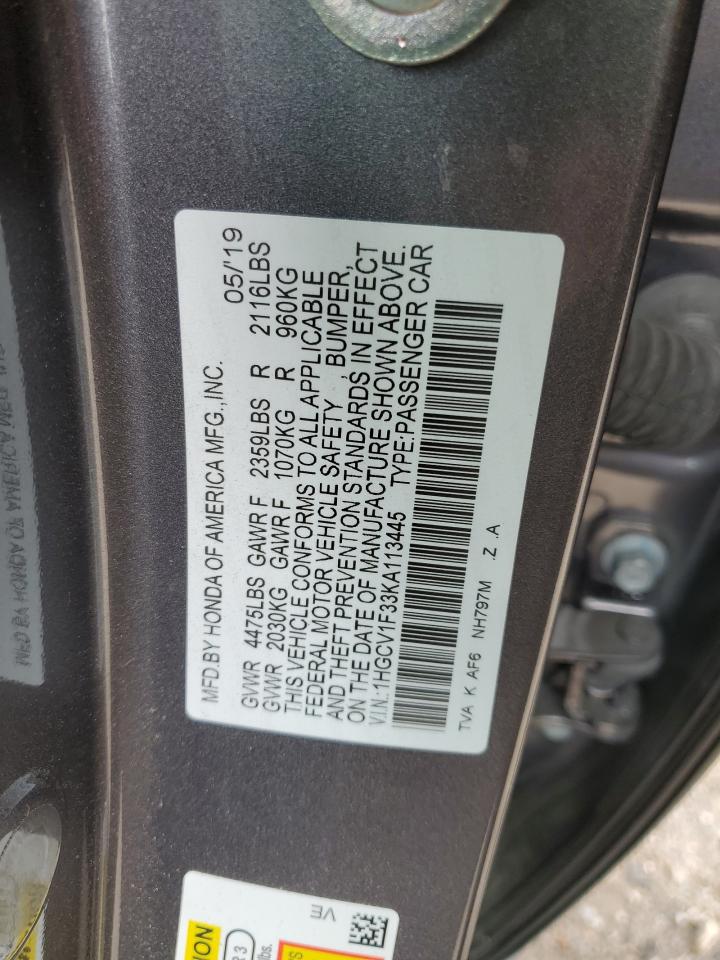 MFD.BY HONDA OF AMERICA MFG.,INC. 05/'19
GVWR 4475LBS GAWR F 2359LBS R 2116LBS
GVWR 2030KG GAWR F 1070KG R 960KG
THIS VEHICLE CONFORMS TO ALL APPLICABLE
FEDERAL MOTOR VEHICLE SAFETY, BUMPER,
AND THEFT PREVENTION STANDARDS IN EFFECT
ON THE DATE OF MANUFACTURE SHOWN ABOVE.
V.I.N.:1HGCV1F33KA113445 TYPE:PASSENGER CAR
TVA K AF6 NH797M .Z .A
VE